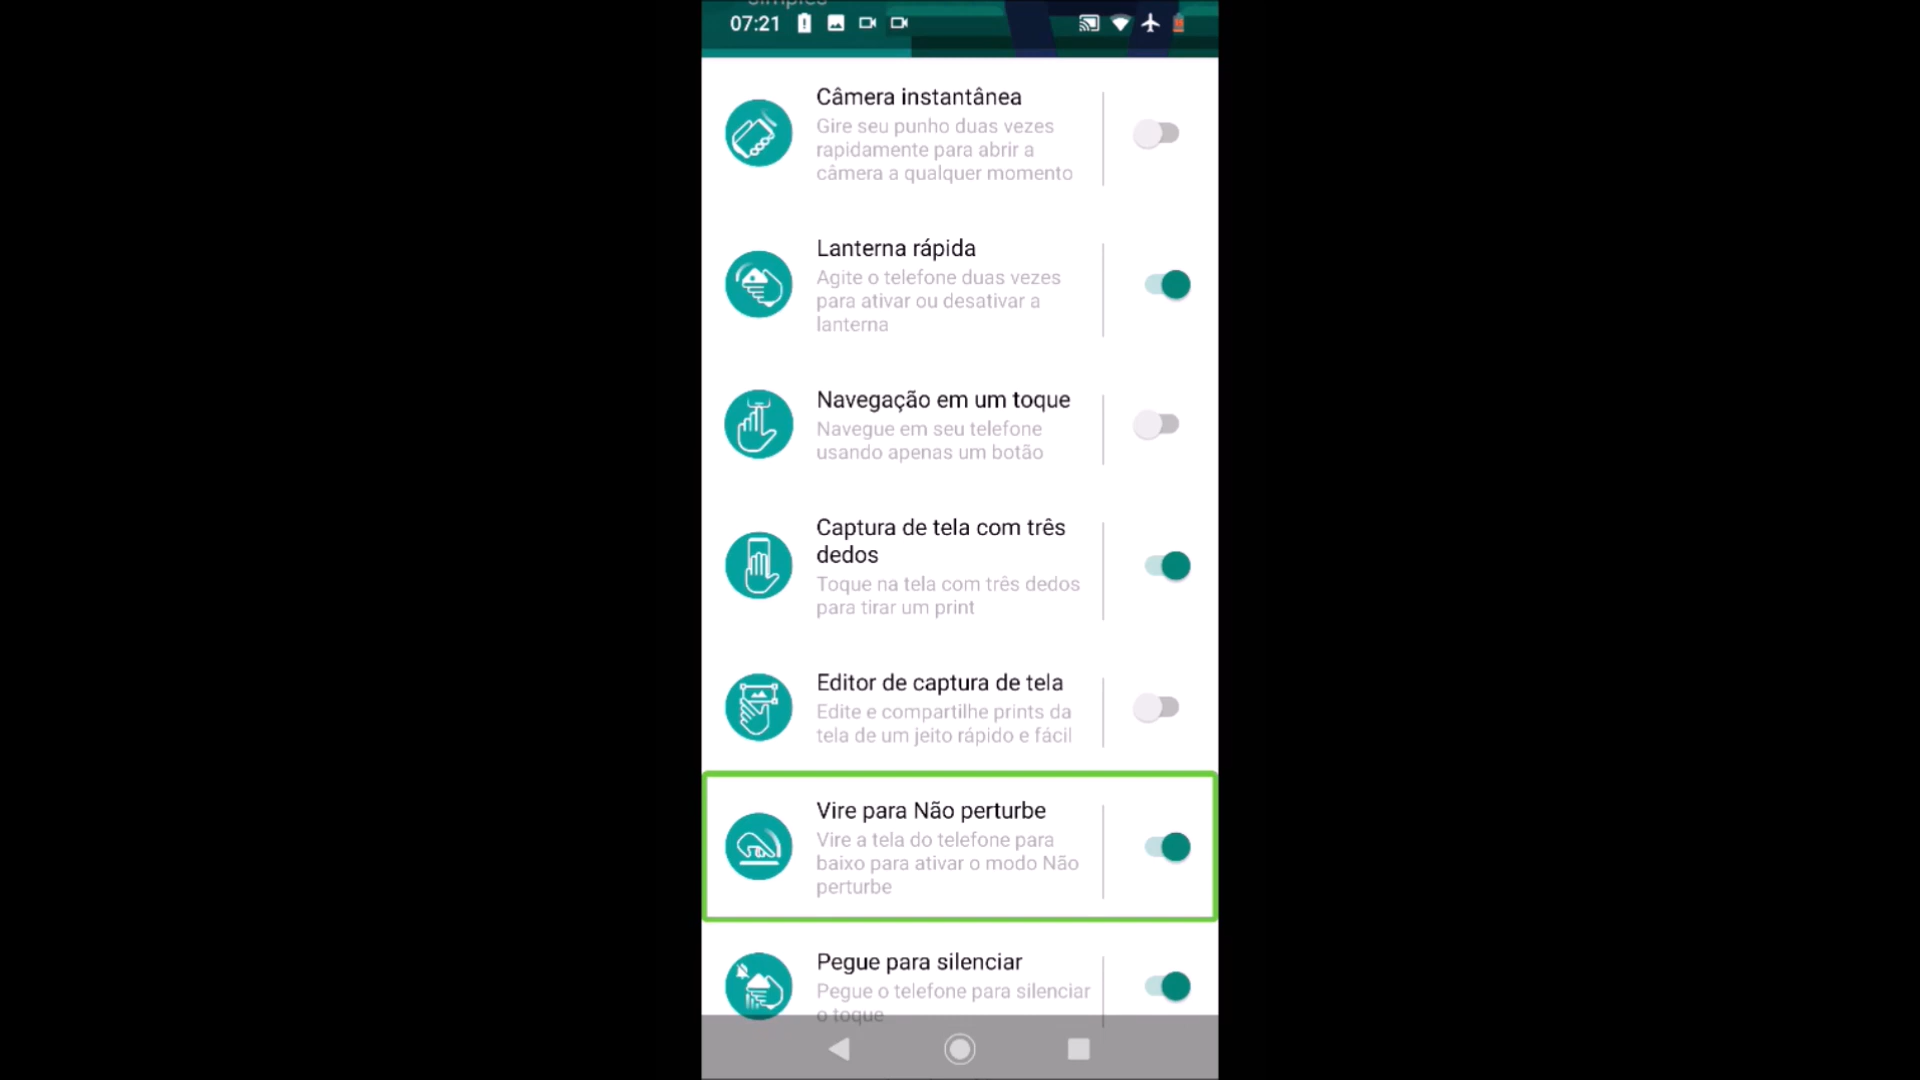 simples
07:21
Câmera instantânea
Gire seu punho duas vezes
rapidamente para abrir a
câmera a qualquer momento
Lanterna rápida
Agite o telefone duas vezes
para ativar ou desativar a
lanterna
Navegação em um toque
Navegue em seu telefone
usando apenas um botão
Captura de tela com três
dedos
Toque na tela com três dedos
para tirar um print
Editor de captura de tela
Edite e compartilhe prints da
tela de um jeito rápido e fácil
Vire para Não perturbe
Vire a tela do telefone para
baixo para ativar o modo Não
perturbe
Pegue para silenciar
Pegue o telefone para silenciar
o toque